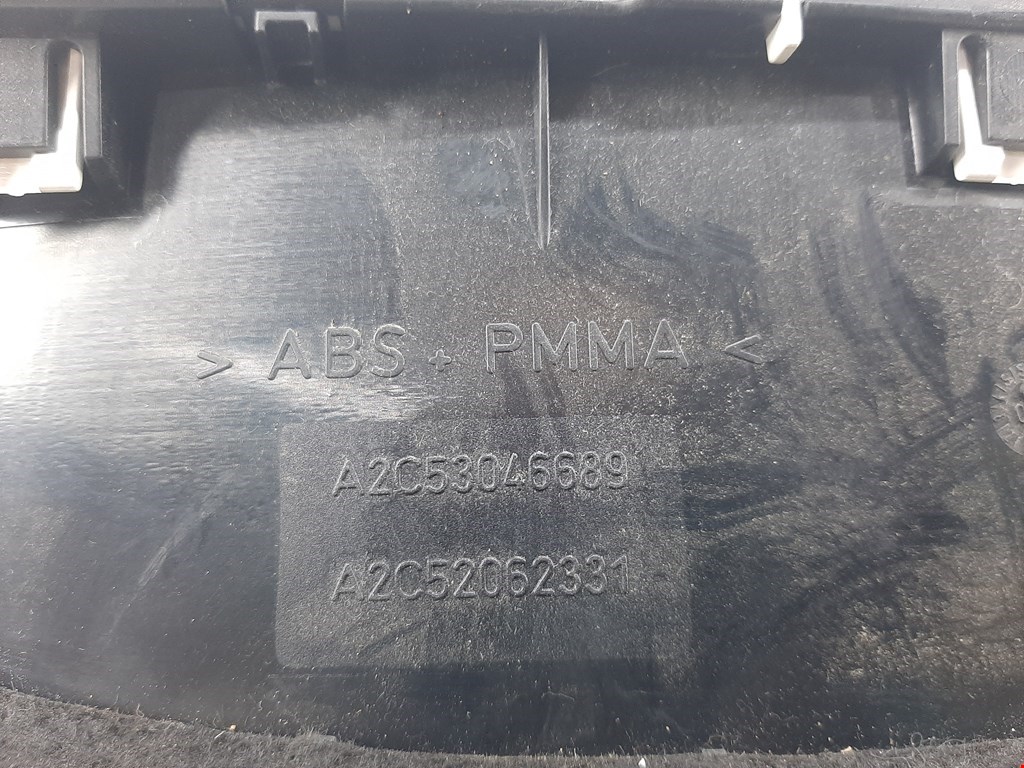 > ABS + PMMA <
A2C53046689
A2C52062331